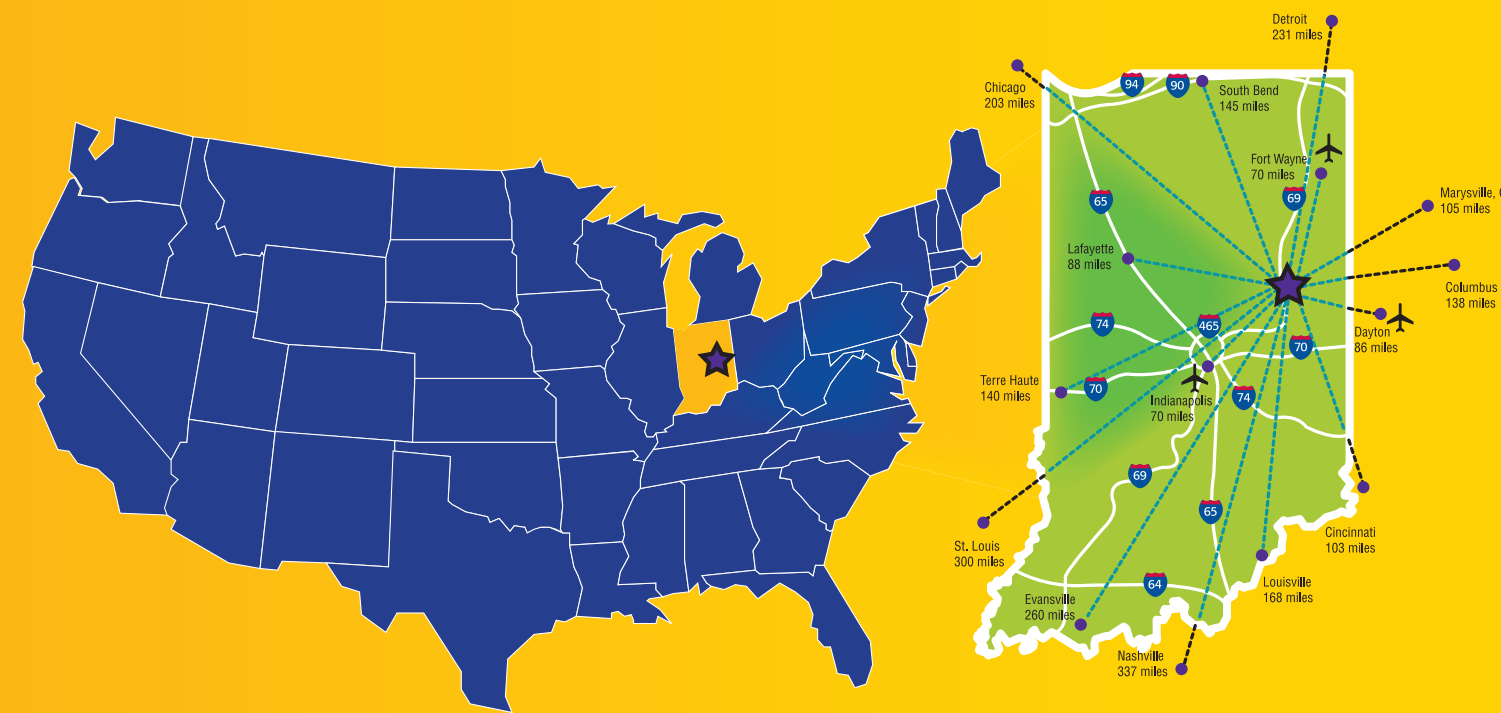 Detroit
231 miles
Chicago
203 miles
94
90
South Bend
145 miles
Fort Wayne
70 miles
Marysville,
105 miles
65
69
Lafayette
88 miles
Columbus
138 miles
74
465
Dayton
86 miles
70
Terre Haute
140 miles
70
Indianapolis
70 miles
74
69
65
St. Louis
300 miles
Cincinnati
103 miles
64
Louisville
168 miles
Evansville
260 miles
Nashville
337 miles